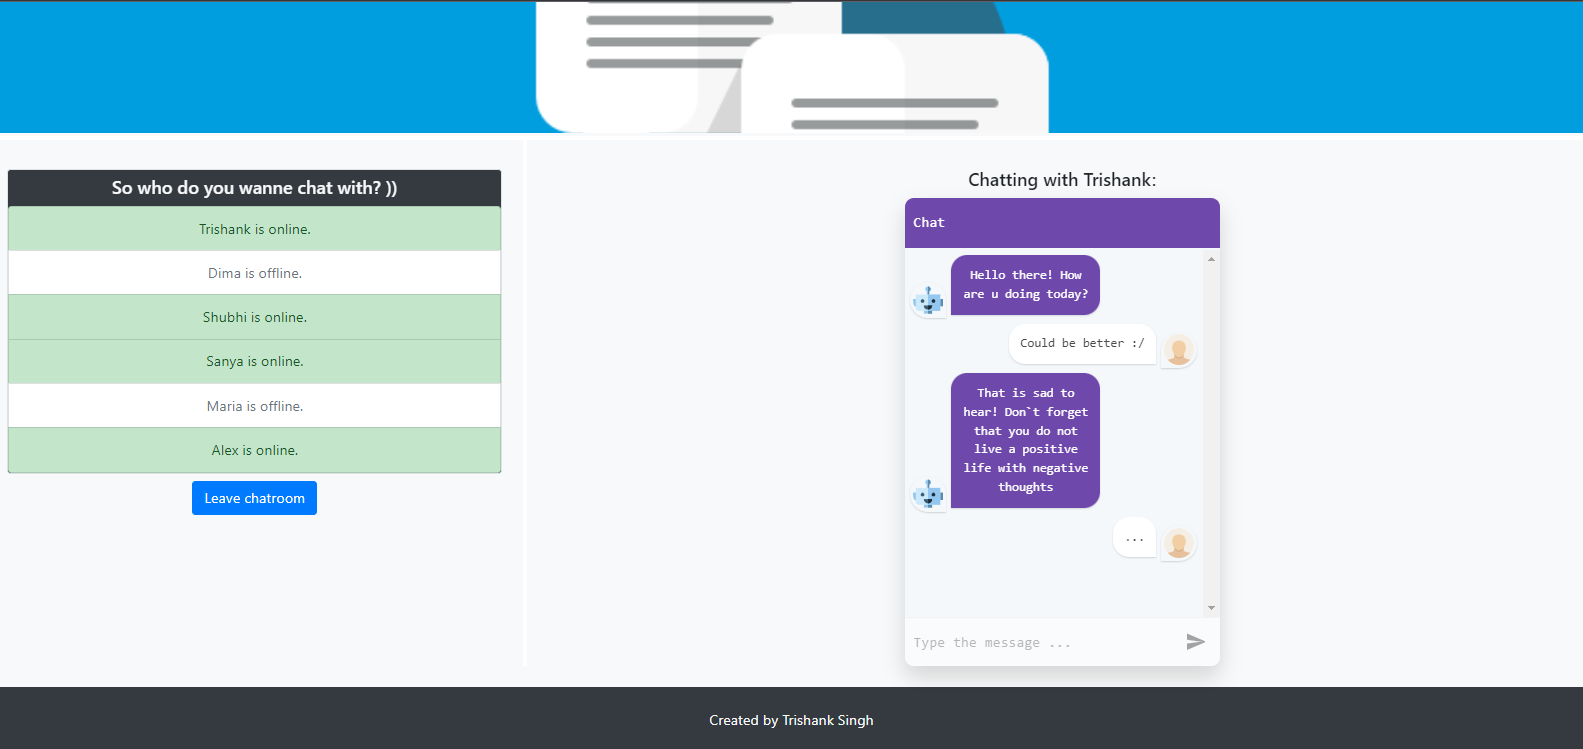 So who do you wanne chat with? ))
Trishank is online.
Dima is offline.
Shubhi is online.
Sanya is online.
Maria is offline.
Alex is online.
Leave chatroom
Chatting with Trishank:
Chat
Hello there! How
are u doing today?
Could be better :/
That is sad to
hear! Don`t forget
that you do not
live a positive
life with negative
thoughts
...
Type the message ...
Created by Trishank Singh